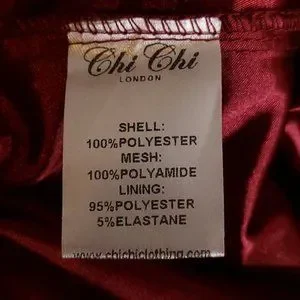 Chi Chi
LONDON
SHELL:
100%POLYESTER
MESH:
100%POLYAMIDE
LINING:
95%POLYESTER
5%ELASTANE
www.chichiclothing.com